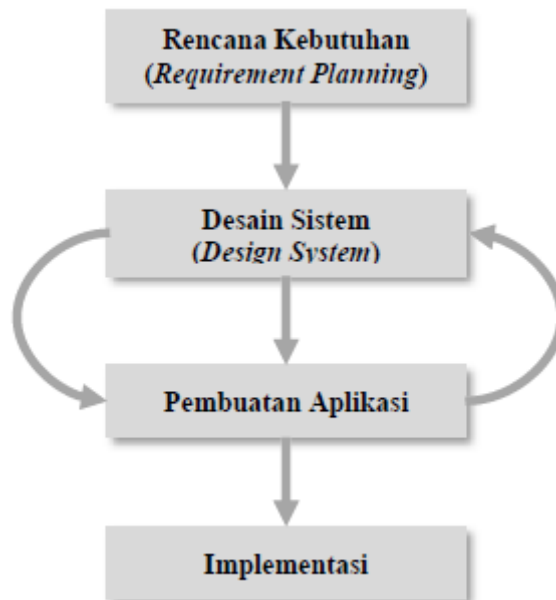 Rencana Kebutuhan
(Requirement Planning)
Desain Sistem
(Design System)
Pembuatan Aplikasi
Implementasi